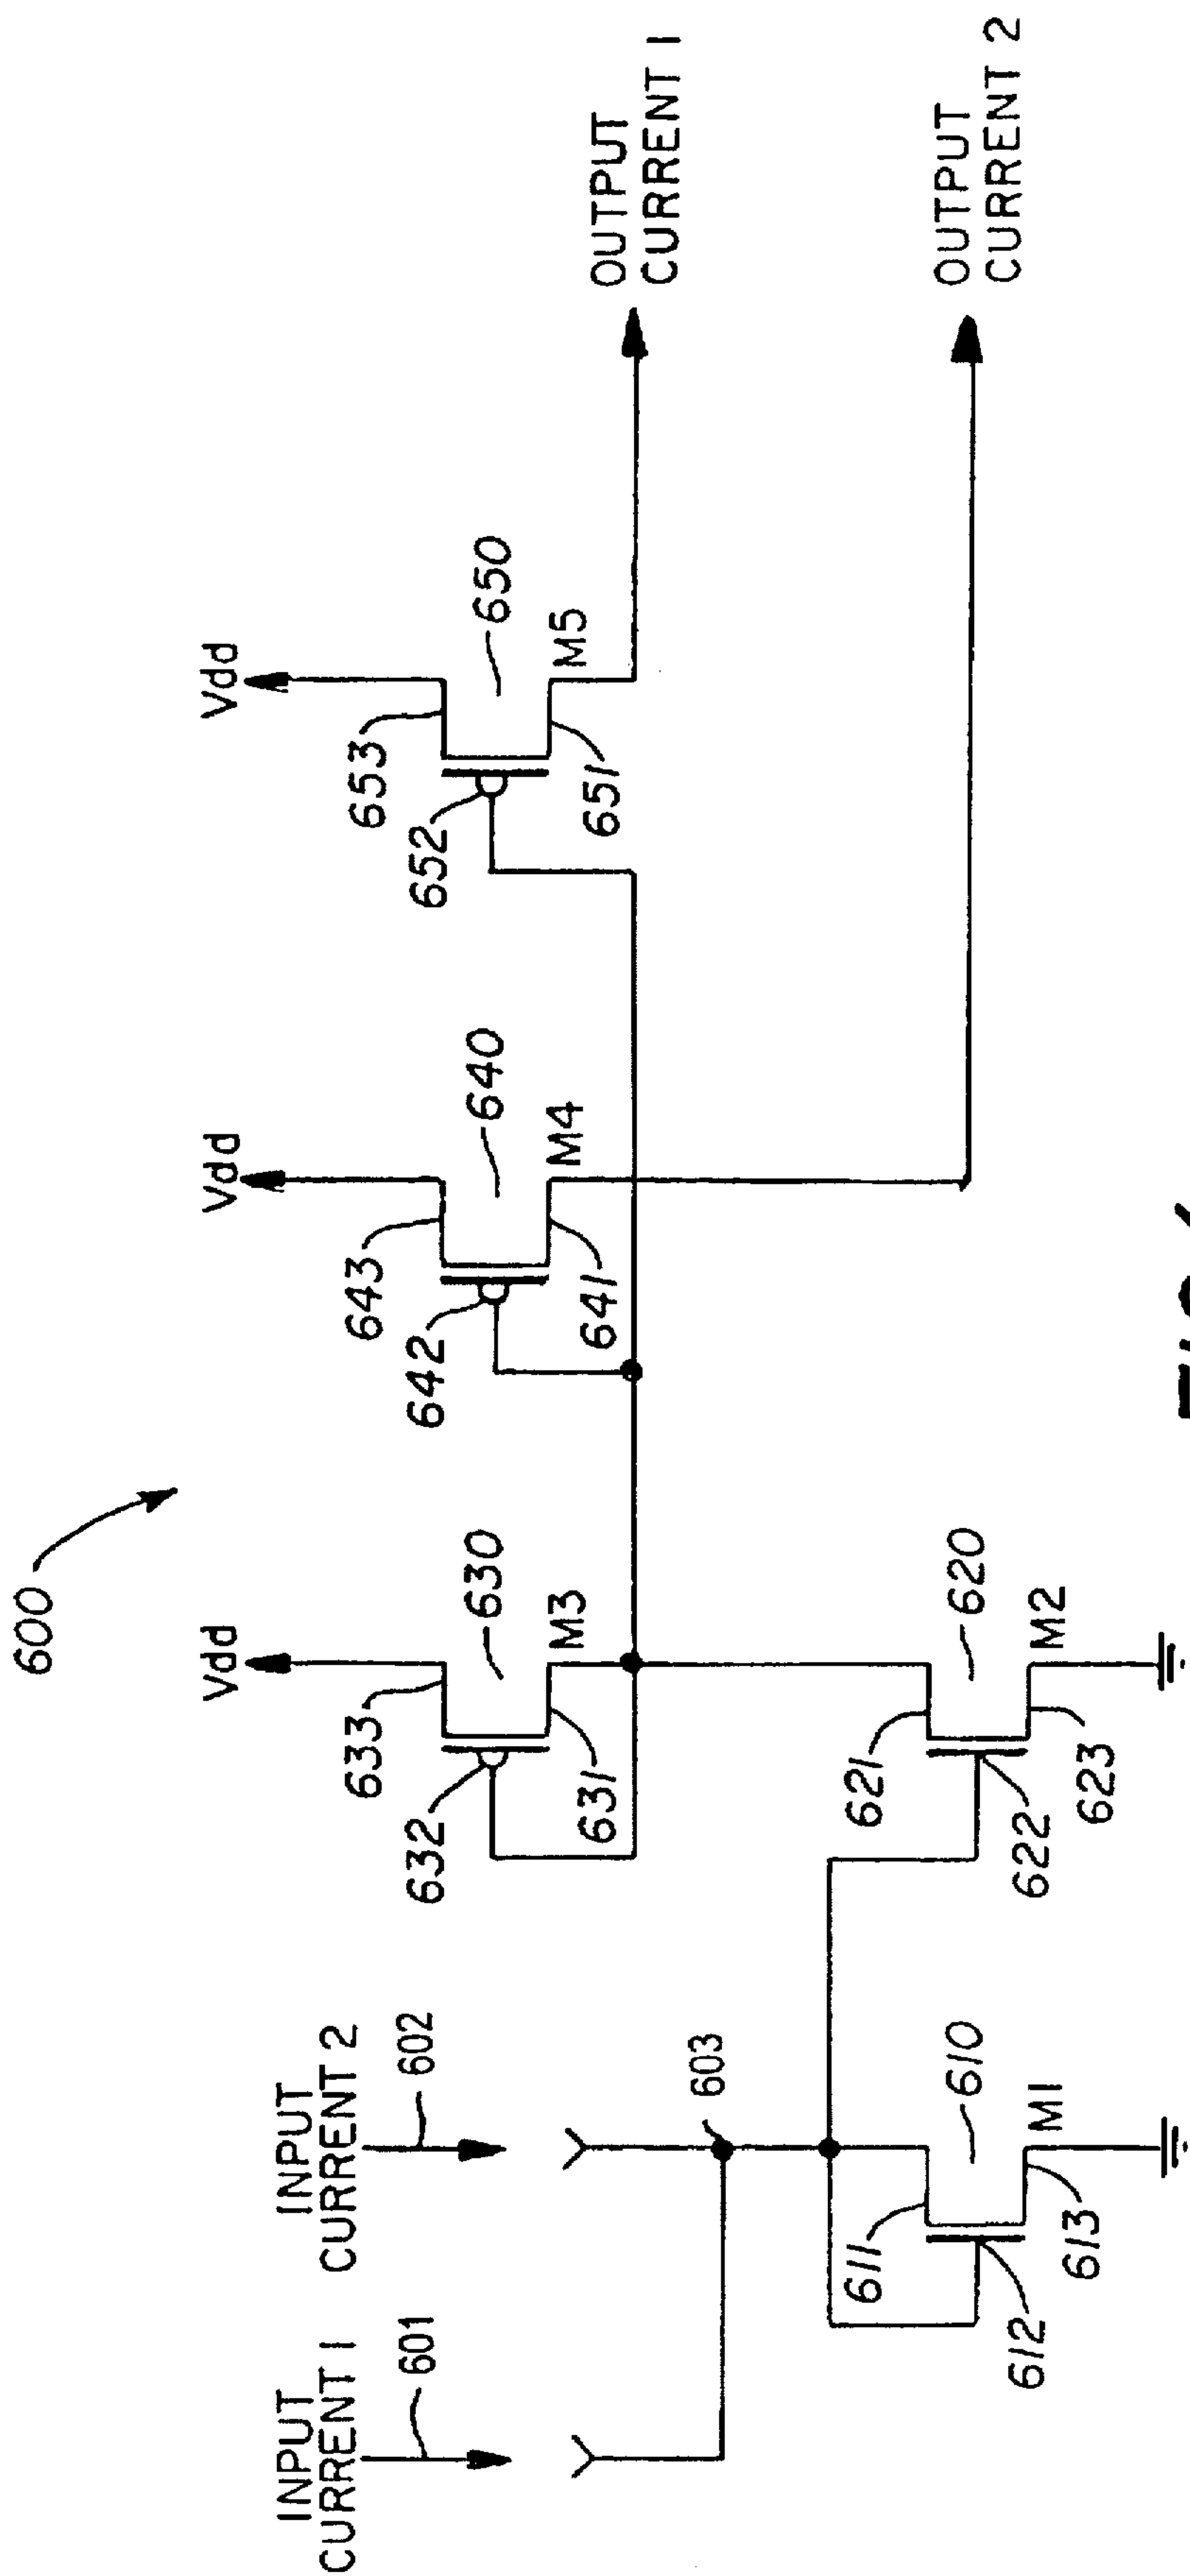 600
INPUT
CURRENT 1
601
INPUT
CURRENT 2
602
603
Vdd
633
632
630
631
M3
Vdd
643
642
640
641
M4
Vdd
653
652
650
651
M5
OUTPUT
CURRENT 1
OUTPUT
CURRENT 2
611
610
612
613
M1
621
620
622
623
M2